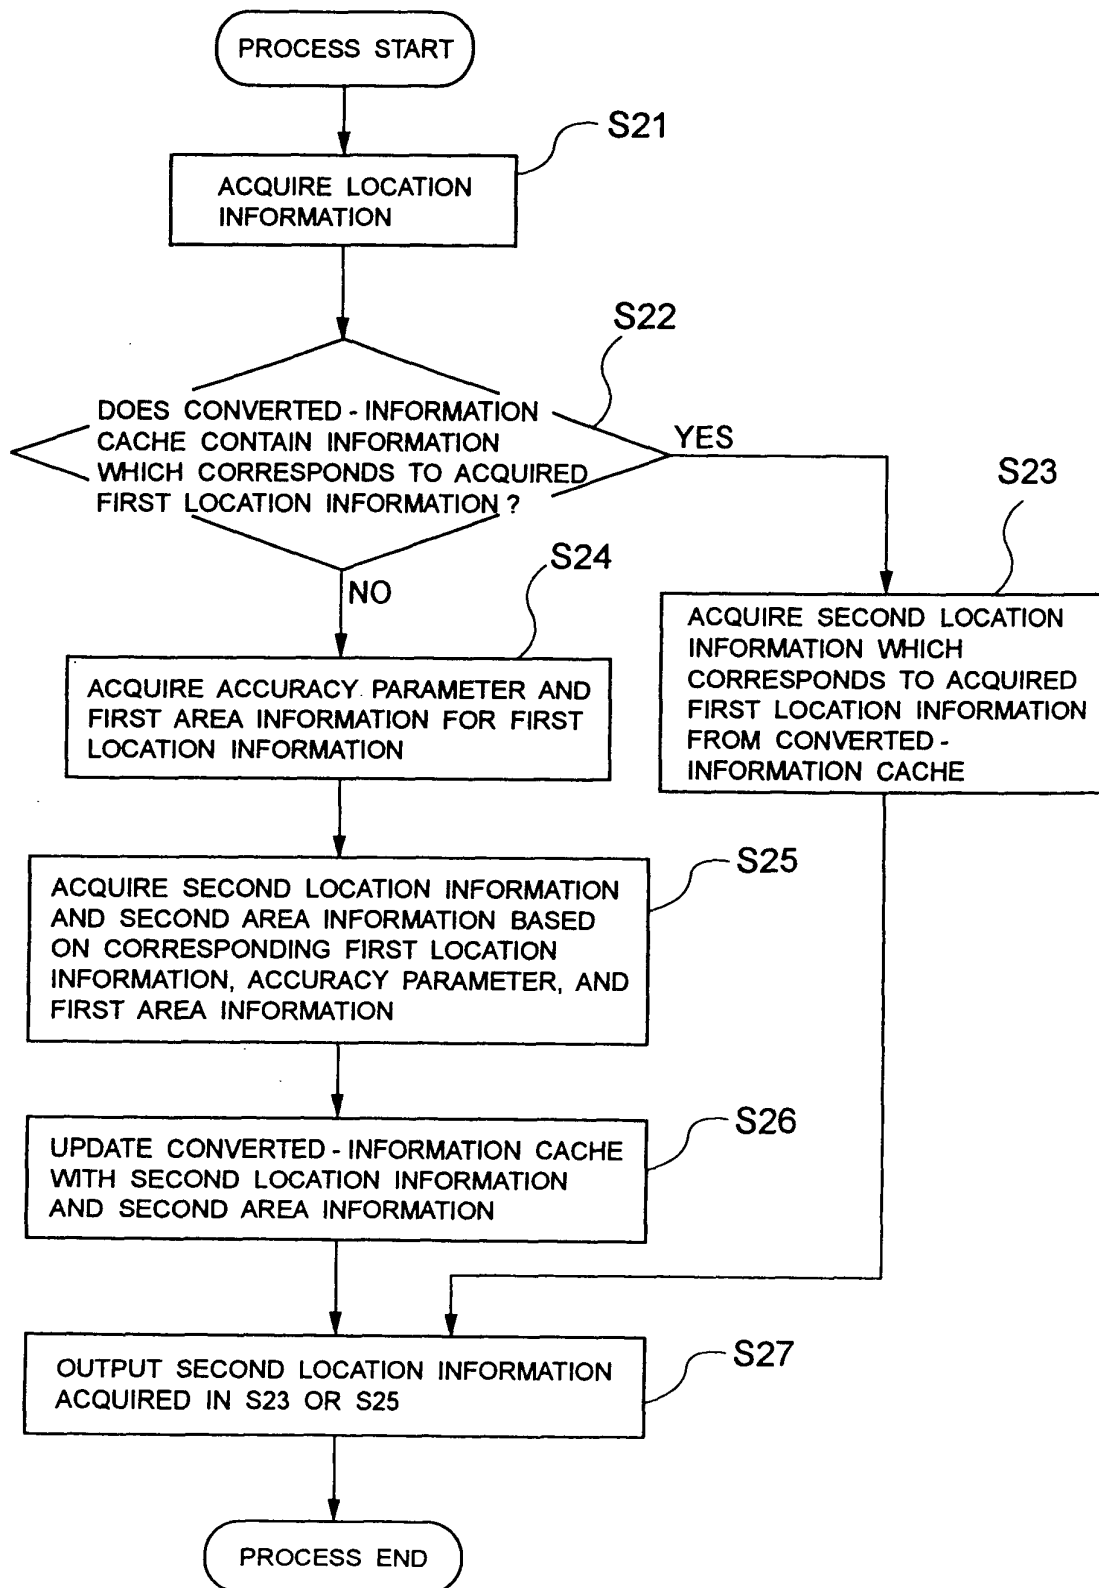 PROCESS START
S21
ACQUIRE LOCATION
INFORMATION
S22
DOES CONVERTED - INFORMATION
CACHE CONTAIN INFORMATION
WHICH CORRESPONDS TO ACQUIRED
FIRST LOCATION INFORMATION ?
YES
NO
S23
ACQUIRE SECOND LOCATION
INFORMATION WHICH
CORRESPONDS TO ACQUIRED
FIRST LOCATION INFORMATION
FROM CONVERTED -
INFORMATION CACHE
S24
ACQUIRE ACCURACY PARAMETER AND
FIRST AREA INFORMATION FOR FIRST
LOCATION INFORMATION
S25
ACQUIRE SECOND LOCATION INFORMATION
AND SECOND AREA INFORMATION BASED
ON CORRESPONDING FIRST LOCATION
INFORMATION, ACCURACY PARAMETER, AND
FIRST AREA INFORMATION
S26
UPDATE CONVERTED - INFORMATION CACHE
WITH SECOND LOCATION INFORMATION
AND SECOND AREA INFORMATION
S27
OUTPUT SECOND LOCATION INFORMATION
ACQUIRED IN S23 OR S25
PROCESS END